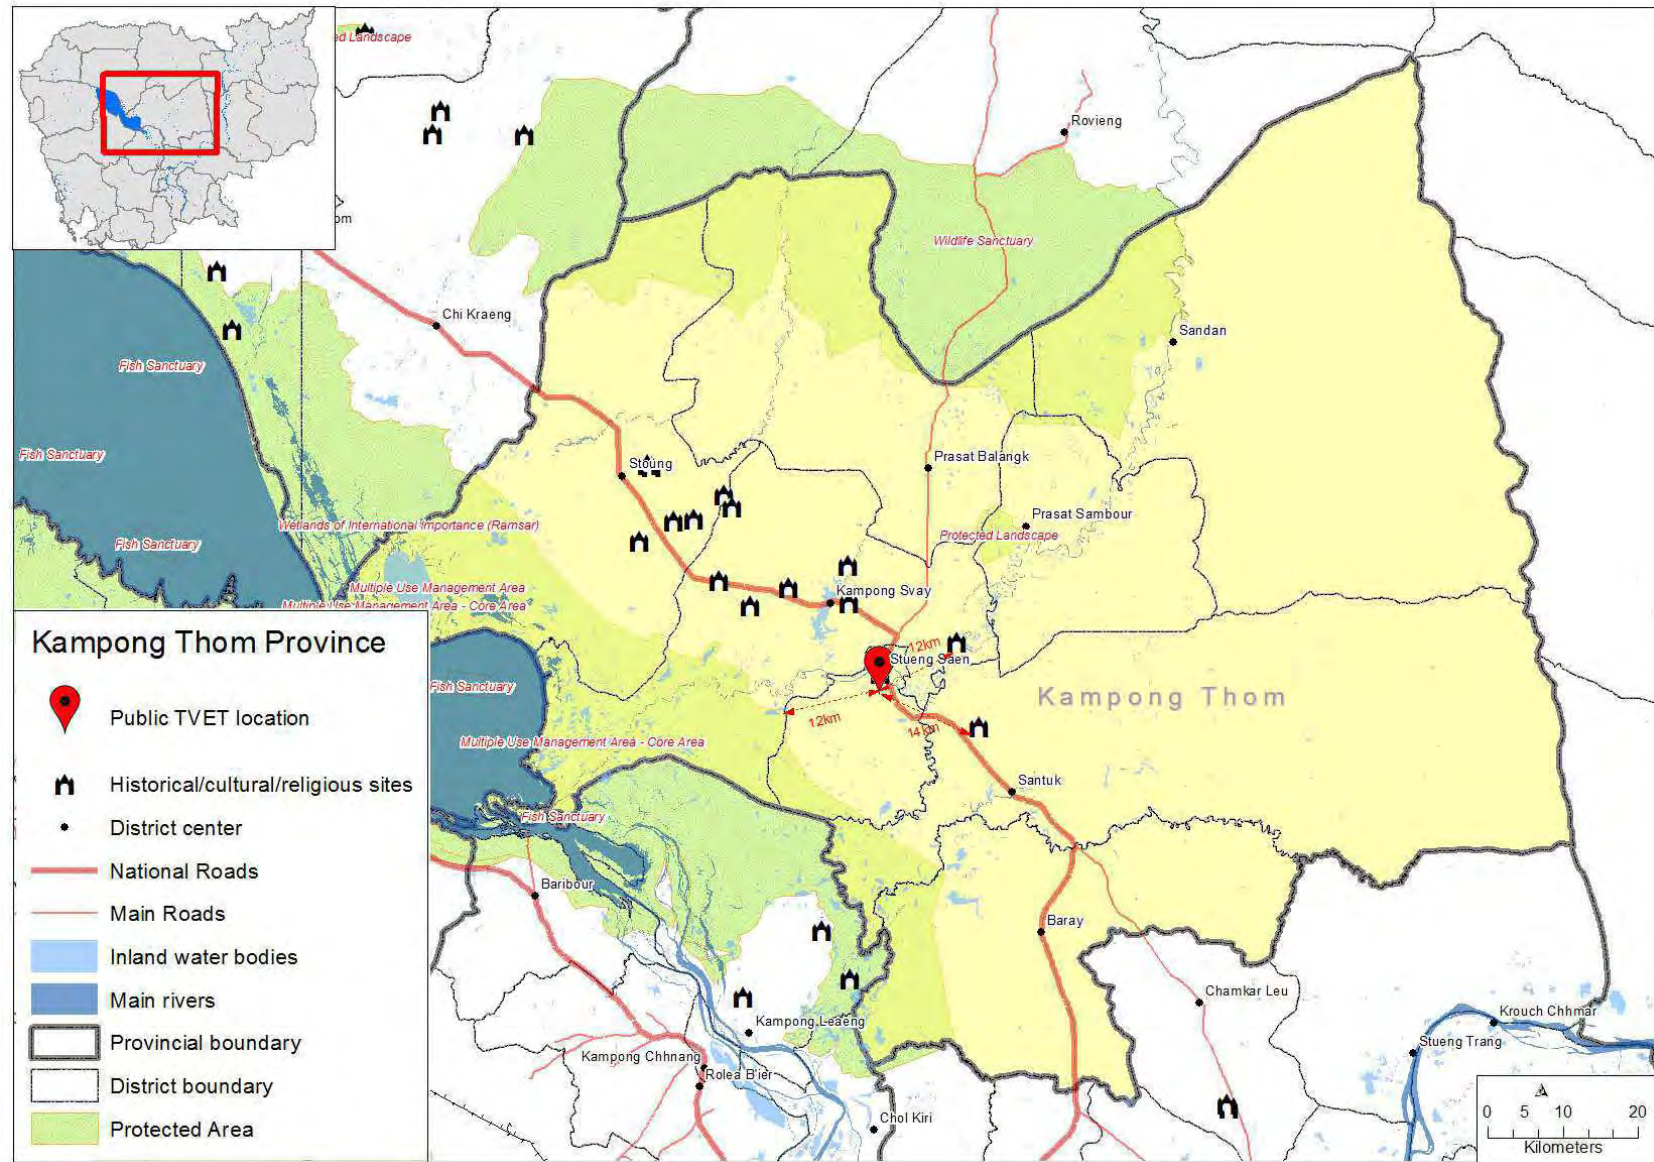 ed Landscape
Rovieng
om
Wildlife Sanctuary
Chi Kraeng
Sandan
Fish Sanctuary
Fish Sanctuary
Stoung
Prasat Balangk
Wetlands of International Importance (Ramsar)
Prasat Sambour
Protected Landscape
Fish Sanctuary
Multiple Use Management Area
Multiple Use Management Area - Core Area
Kampong Svay
12km
Stueng Saen
Fish Sanctuary
Kampong Thom
12km
14km
Multiple Use Management Area - Core Area
Santuk
Fish Sanctuary
Baribour
Baray
Chamkar Leu
Krouch Chhmar
Kampong Leaeng
Stueng Trang
Kampong Chhnang
Rolea B'ier
Chol Kiri
Kampong Thom Province
Public TVET location
Historical/cultural/religious sites
District center
National Roads
Main Roads
Inland water bodies
Main rivers
Provincial boundary
District boundary
Protected Area
0 5 10 20
Kilometers